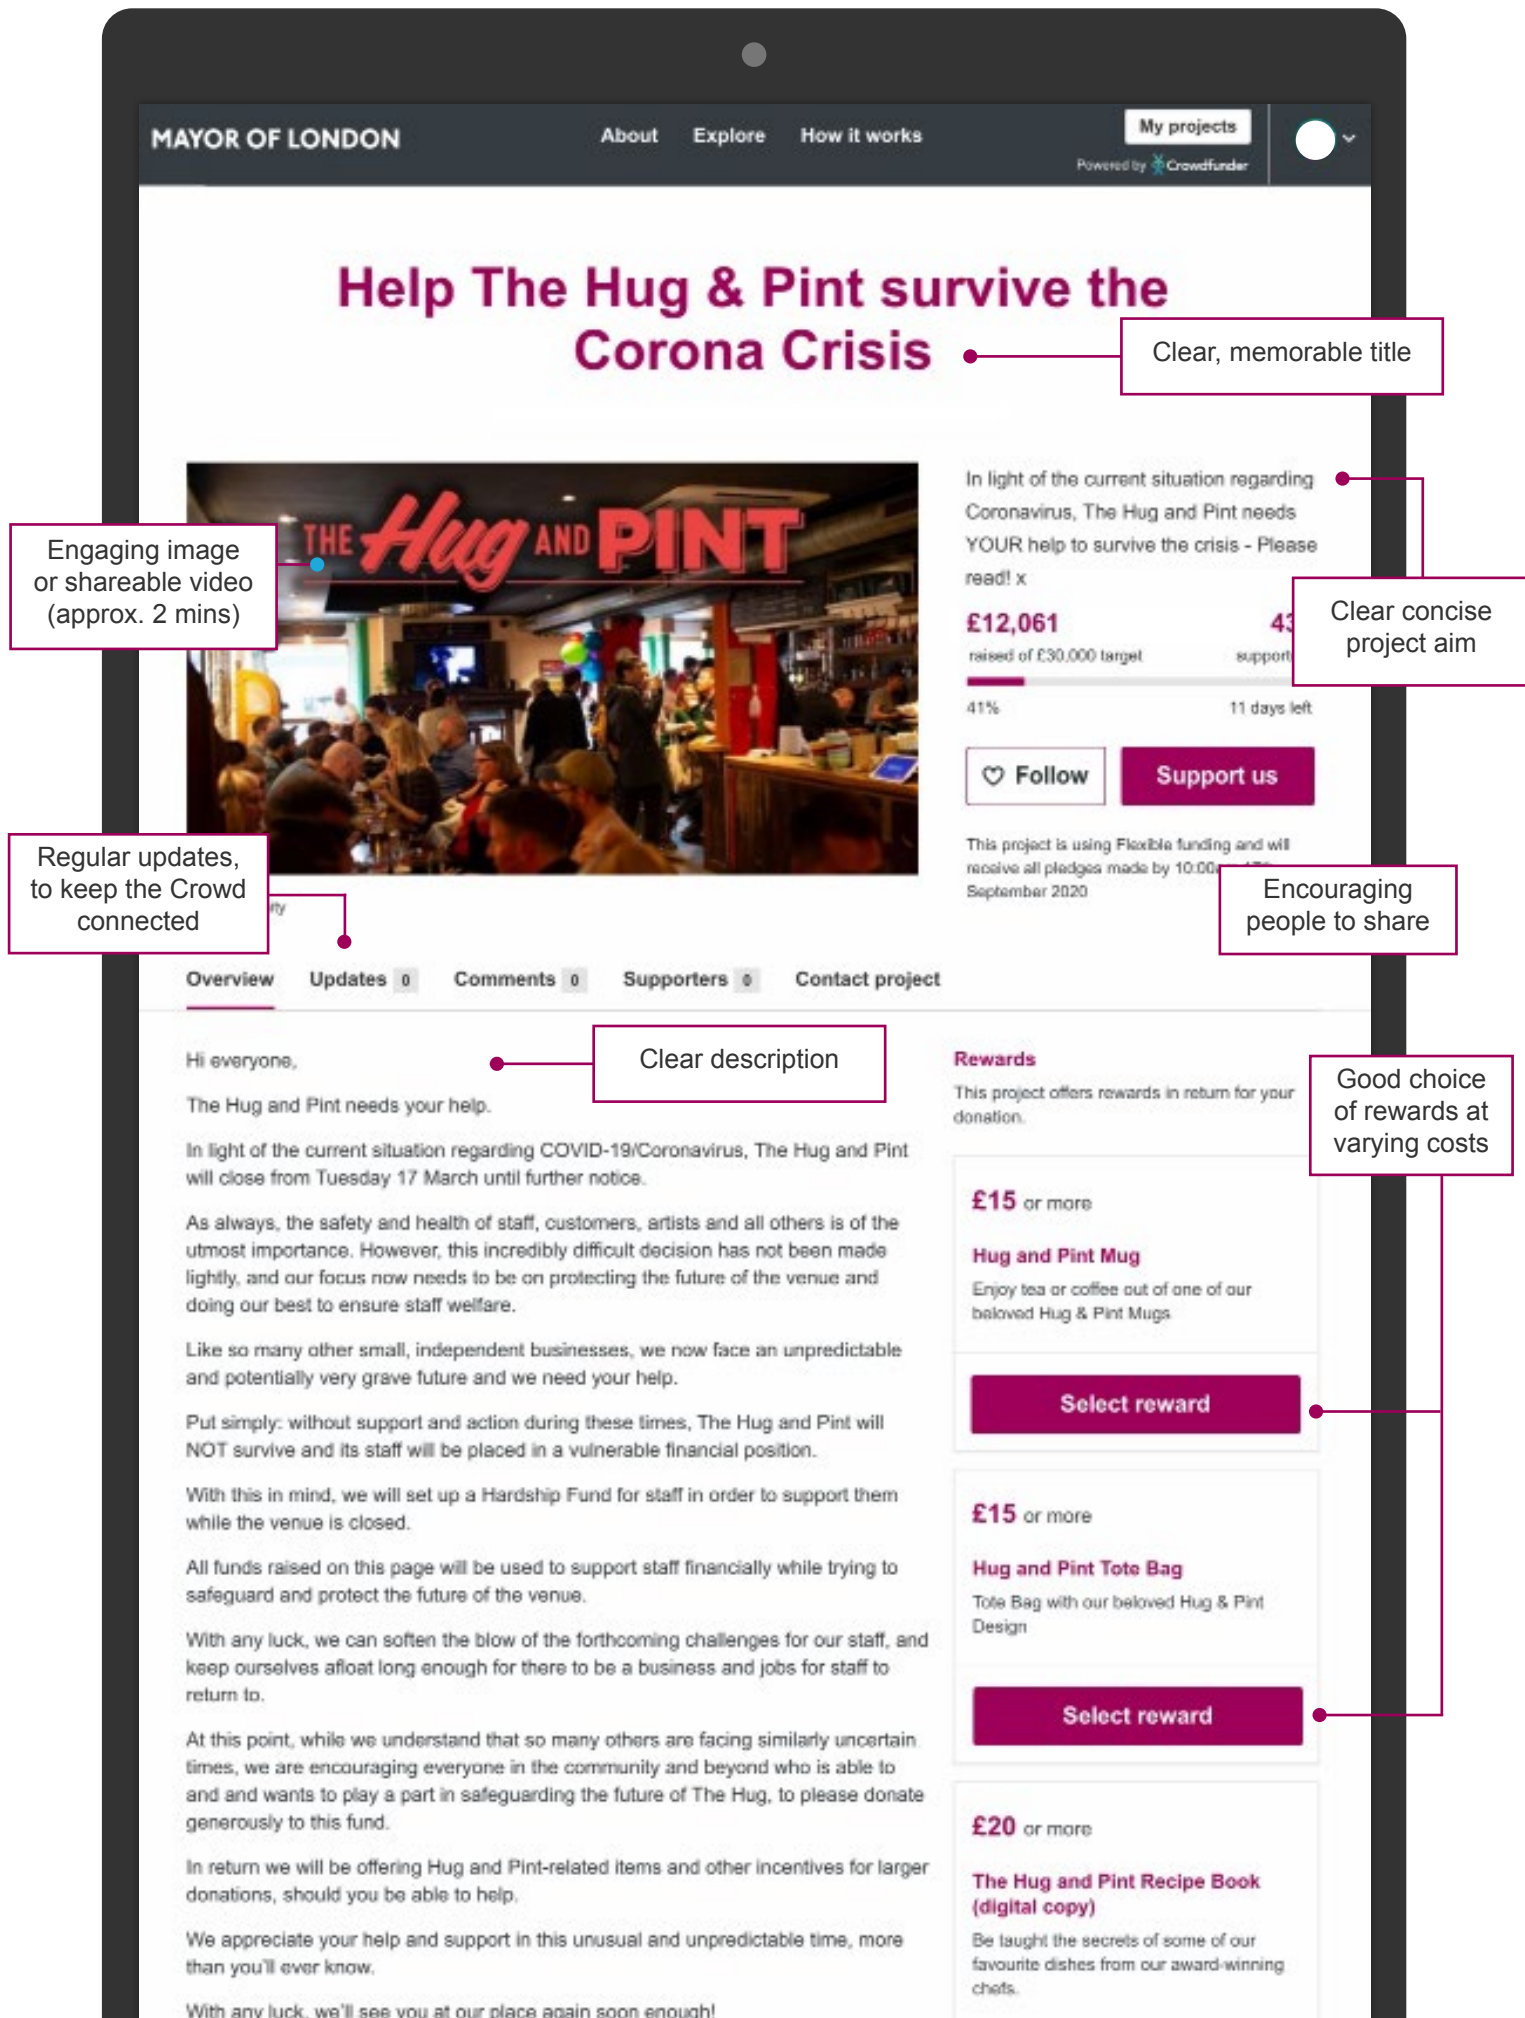 MAYOR OF LONDON
About Explore How it works
My projects
Powered by Crowdfunder
Help The Hug & Pint survive the
Corona Crisis
Clear, memorable title
THE Hug AND PINT
Engaging image
or shareable video
(approx. 2 mins)
In light of the current situation regarding
Coronavirus, The Hug and Pint needs
YOUR help to survive the crisis - Please
read! x
Clear concise
project aim
£12,061
raised of £30,000 target
41%
11 days left
Follow
Support us
This project is using Flexible funding and will
receive all pledges made by 10:00
September 2020
Encouraging
people to share
Regular updates,
to keep the Crowd
connected
Overview Updates 0 Comments 0 Supporters 0 Contact project
Clear description
Hi everyone,
The Hug and Pint needs your help.
In light of the current situation regarding COVID-19/Coronavirus, The Hug and Pint
will close from Tuesday 17 March until further notice.
As always, the safety and health of staff, customers, artists and all others is of the
utmost importance. However, this incredibly difficult decision has not been made
lightly, and our focus now needs to be on protecting the future of the venue and
doing our best to ensure staff welfare.
Like so many other small, independent businesses, we now face an unpredictable
and potentially very grave future and we need your help.
Put simply: without support and action during these times, The Hug and Pint will
NOT survive and its staff will be placed in a vulnerable financial position.
With this in mind, we will set up a Hardship Fund for staff in order to support them
while the venue is closed.
All funds raised on this page will be used to support staff financially while trying to
safeguard and protect the future of the venue.
With any luck, we can soften the blow of the forthcoming challenges for our staff, and
keep ourselves afloat long enough for there to be a business and jobs for staff to
return to.
At this point, while we understand that so many others are facing similarly uncertain
times, we are encouraging everyone in the community and beyond who is able to
and and wants to play a part in safeguarding the future of The Hug, to please donate
generously to this fund.
In return we will be offering Hug and Pint-related items and other incentives for larger
donations, should you be able to help.
We appreciate your help and support in this unusual and unpredictable time, more
than you'll ever know.
With any luck, we'll see you at our place again soon enough!
Rewards
This project offers rewards in return for your
donation.
Good choice
of rewards at
varying costs
£15 or more
Hug and Pint Mug
Enjoy tea or coffee out of one of our
beloved Hug & Pint Mugs
Select reward
£15 or more
Hug and Pint Tote Bag
Tote Bag with our beloved Hug & Pint
Design
Select reward
£20 or more
The Hug and Pint Recipe Book
(digital copy)
Be taught the secrets of some of our
favourite dishes from our award-winning
chefs.